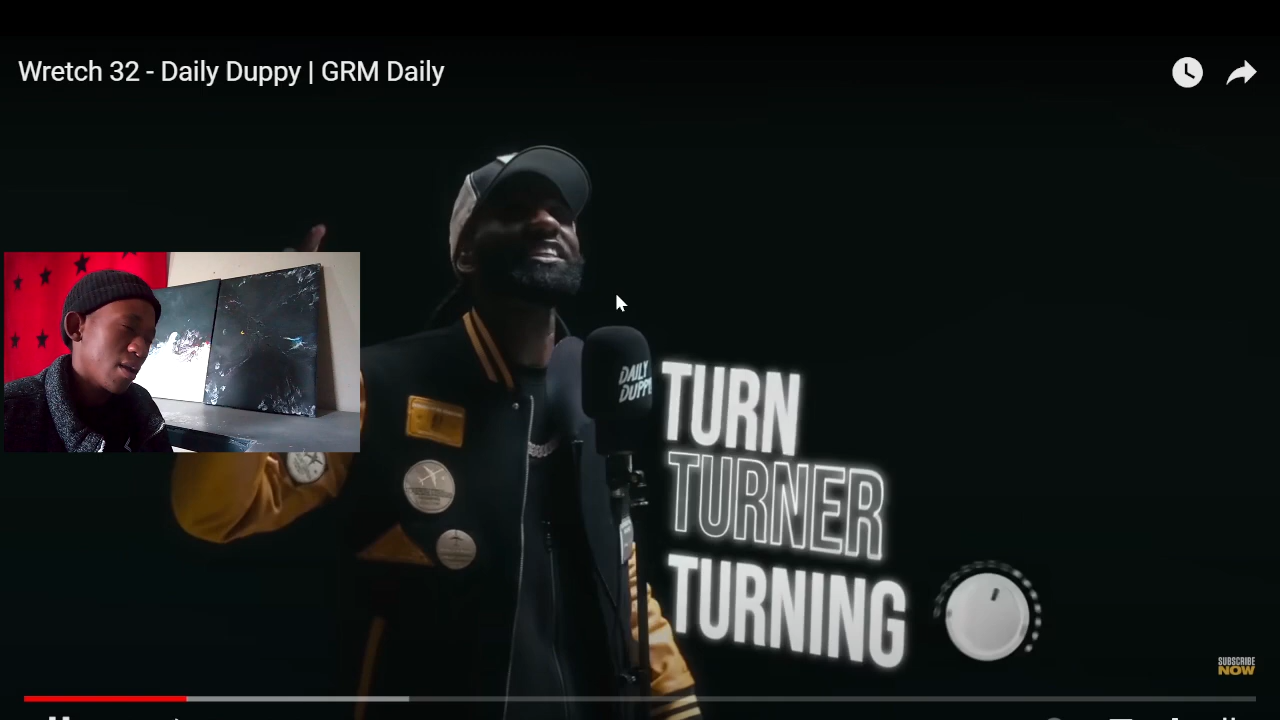 Wretch 32 - Daily Duppy | GRM Daily
DAILY
DUPPY
TURN
TURNER
TURNING
SUBSCRIBE
NOW